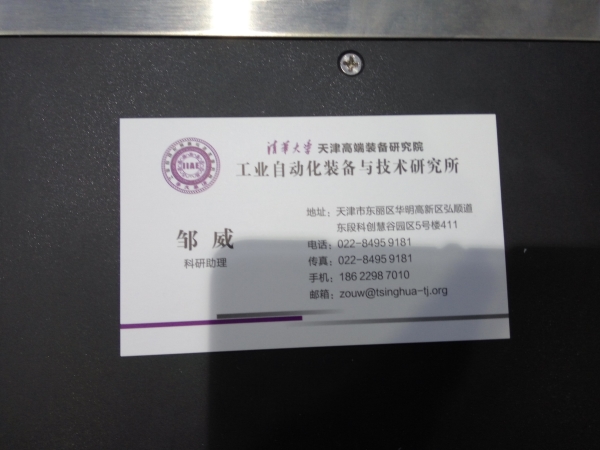 清华大学 天津高端装备研究院
工业自动化装备与技术研究所
邹 威
科研助理
地址：天津市东丽区华明高新区弘顺道
东段科创慧谷园区5号楼411
电话：022-8495 9181
传真：022-8495 9181
手机：186 2298 7010
邮箱：zouw@tsinghua-tj.org